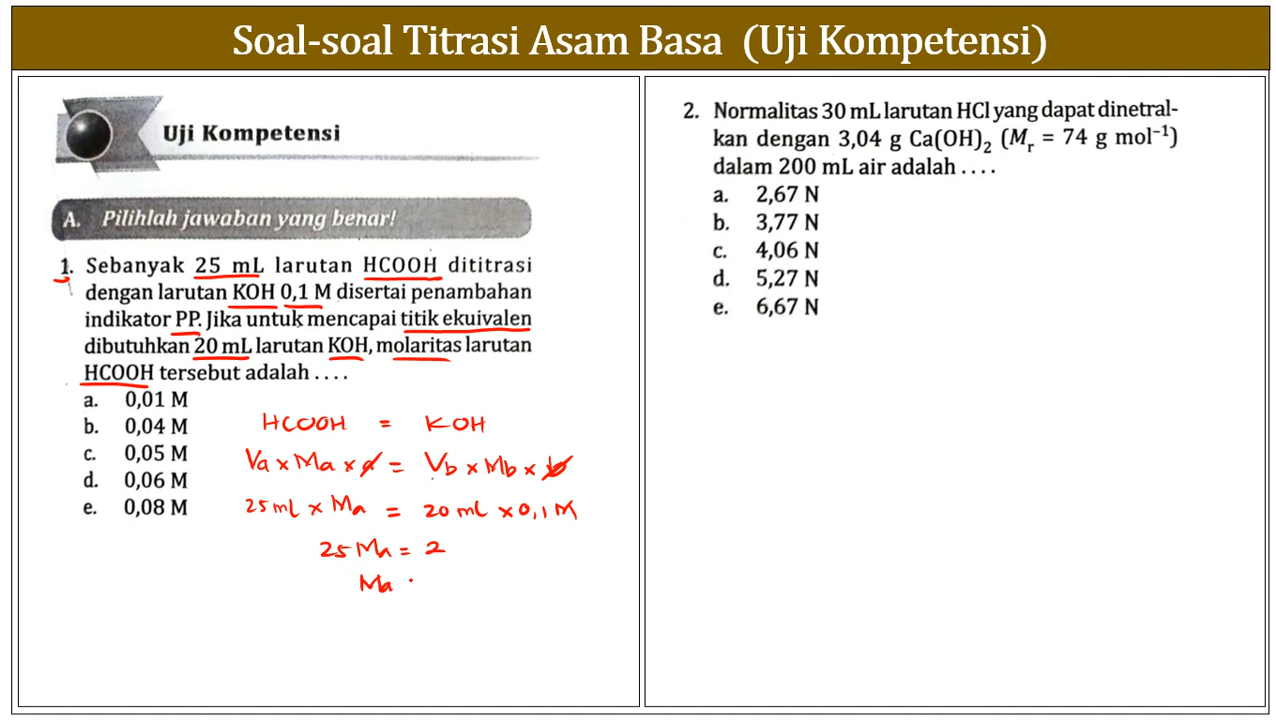 Soal-soal Titrasi Asam Basa (Uji Kompetensi)
Uji Kompetensi
A. Pilihlah jawaban yang benar!
1. Sebanyak 25 mL larutan HCOOH dititrasi
dengan larutan KOH 0,1 M disertai penambahan
indikator PP. Jika untuk mencapai titik ekuivalen
dibutuhkan 20 mL larutan KOH, molaritas larutan
HCOOH tersebut adalah . . . .
a. 0,01 M
b. 0,04 M
c. 0,05 M
d. 0,06 M
e. 0,08 M
HCOOH = KOH
Va × Ma × a = Vb × Mb × b
25 mL × Ma = 20 mL × 0,1 M
25 Ma = 2
Ma
2. Normalitas 30 mL larutan HCl yang dapat dinetral-
kan dengan 3,04 g Ca(OH)₂ (Mᵣ = 74 g mol⁻¹)
dalam 200 mL air adalah . . . .
a. 2,67 N
b. 3,77 N
c. 4,06 N
d. 5,27 N
e. 6,67 N